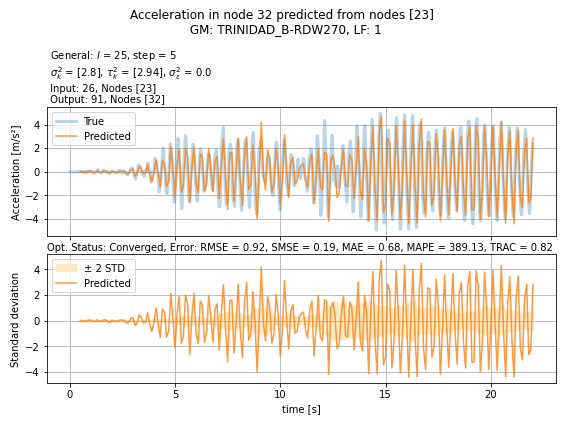 Acceleration in node 32 predicted from nodes [23]
GM: TRINIDAD_B-RDW270, LF: 1
General: l = 25, step = 5
σ²ₖ = [2.8], τ²ₖ = [2.94], σ²ε = 0.0
Input: 26, Nodes [23]
Output: 91, Nodes [32]
Acceleration [m/s²]
4
2
0
−2
−4
True
Predicted
Opt. Status: Converged, Error: RMSE = 0.92, SMSE = 0.19, MAE = 0.68, MAPE = 389.13, TRAC = 0.82
Standard deviation
4
2
0
−2
−4
± 2 STD
Predicted
0 5 10 15 20
time [s]